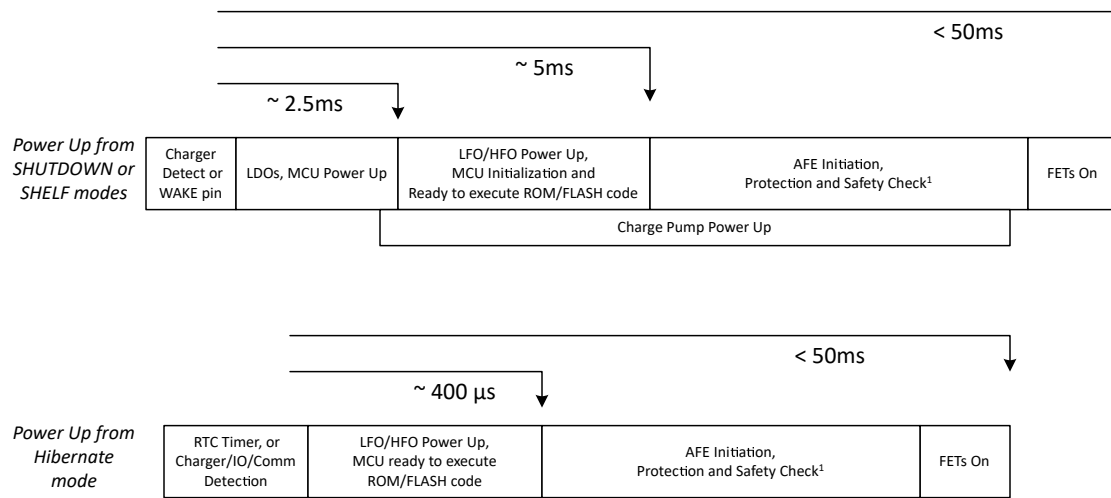 < 50ms
~ 5ms
~ 2.5ms
Power Up from
SHUTDOWN or
SHELF modes
Charger
Detect or
WAKE pin
LDOs, MCU Power Up
LFO/HFO Power Up,
MCU Initialization and
Ready to execute ROM/FLASH code
AFE Initiation,
Protection and Safety Check¹
FETs On
Charge Pump Power Up
< 50ms
~ 400 µs
Power Up from
Hibernate
mode
RTC Timer, or
Charger/IO/Comm
Detection
LFO/HFO Power Up,
MCU ready to execute
ROM/FLASH code
AFE Initiation,
Protection and Safety Check¹
FETs On